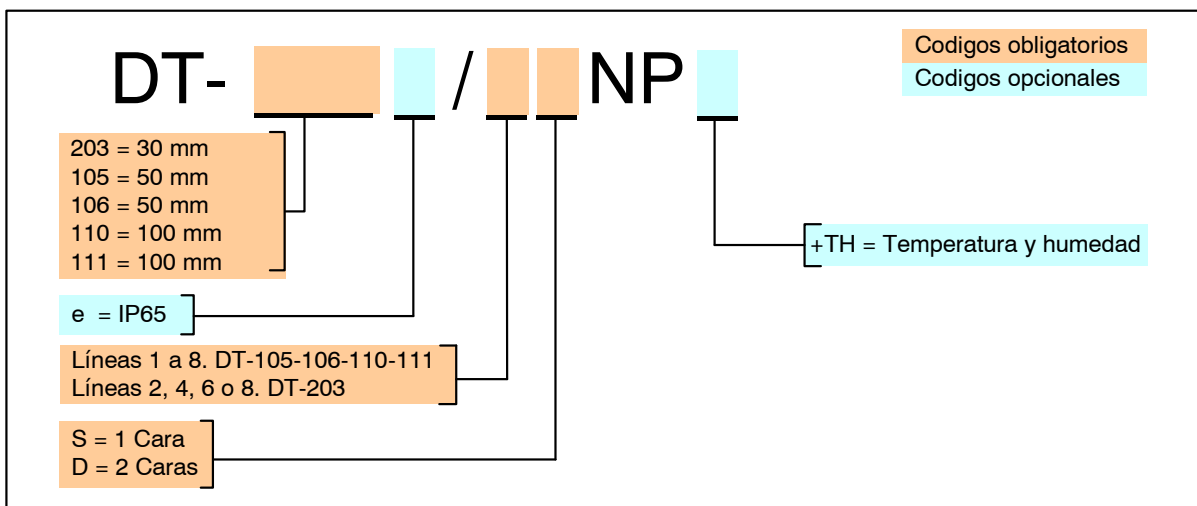 DT- / NP
Codigos obligatorios
Codigos opcionales
203 = 30 mm
105 = 50 mm
106 = 50 mm
110 = 100 mm
111 = 100 mm
+TH = Temperatura y humedad
e = IP65
Líneas 1 a 8. DT-105-106-110-111
Líneas 2, 4, 6 o 8. DT-203
S = 1 Cara
D = 2 Caras